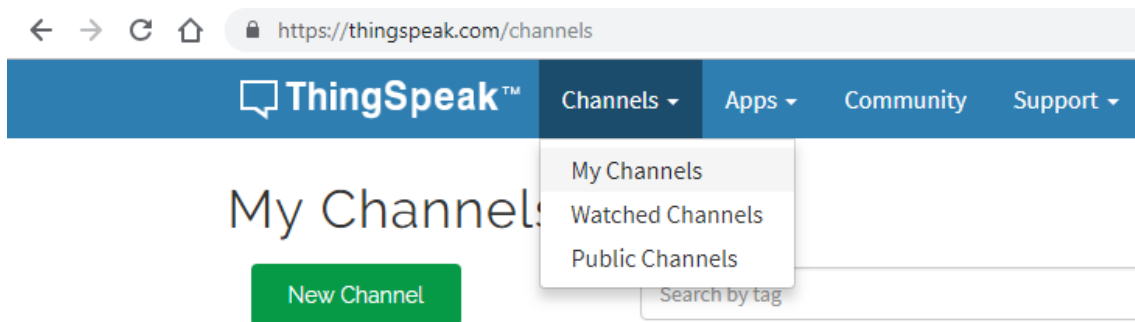 https://thingspeak.com/channels
ThingSpeak™ Channels Apps Community Support
My Channels
Watched Channels
Public Channels
My Channels
New Channel
Search by tag